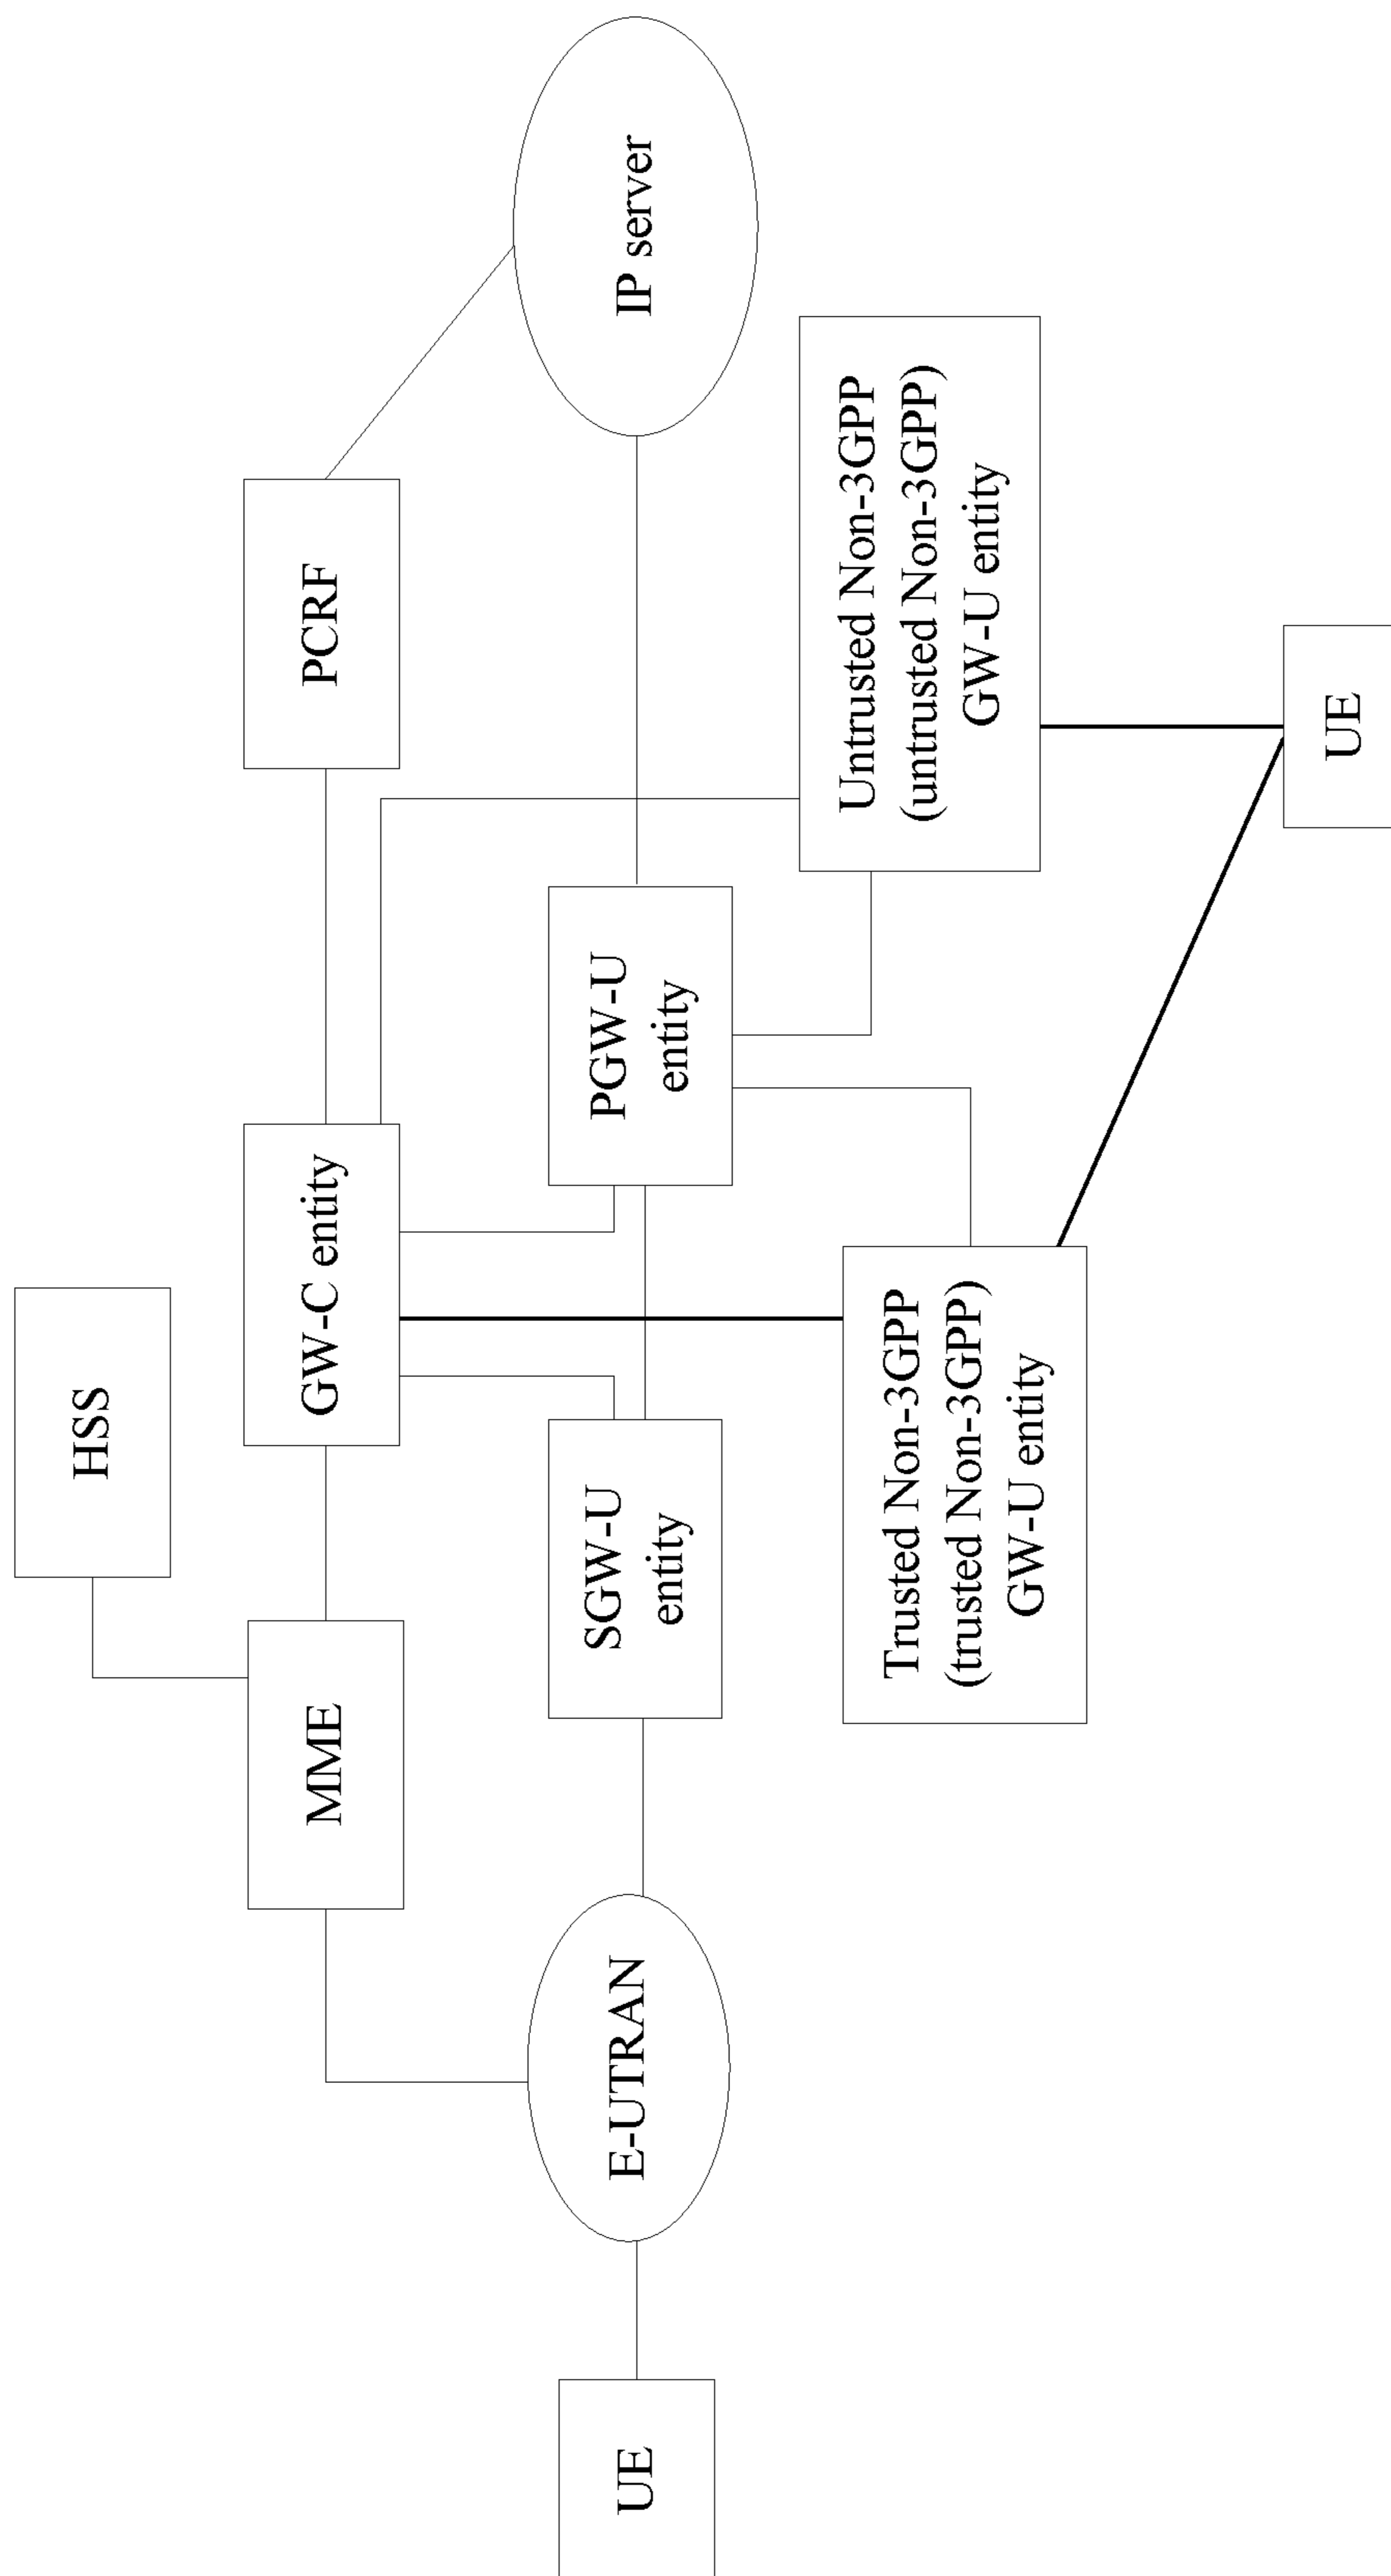 HSS
MME
GW-C entity
PCRF
UE
E-UTRAN
SGW-U
entity
PGW-U
entity
IP server
Trusted Non-3GPP
(trusted Non-3GPP)
GW-U entity
Untrusted Non-3GPP
(untrusted Non-3GPP)
GW-U entity
UE